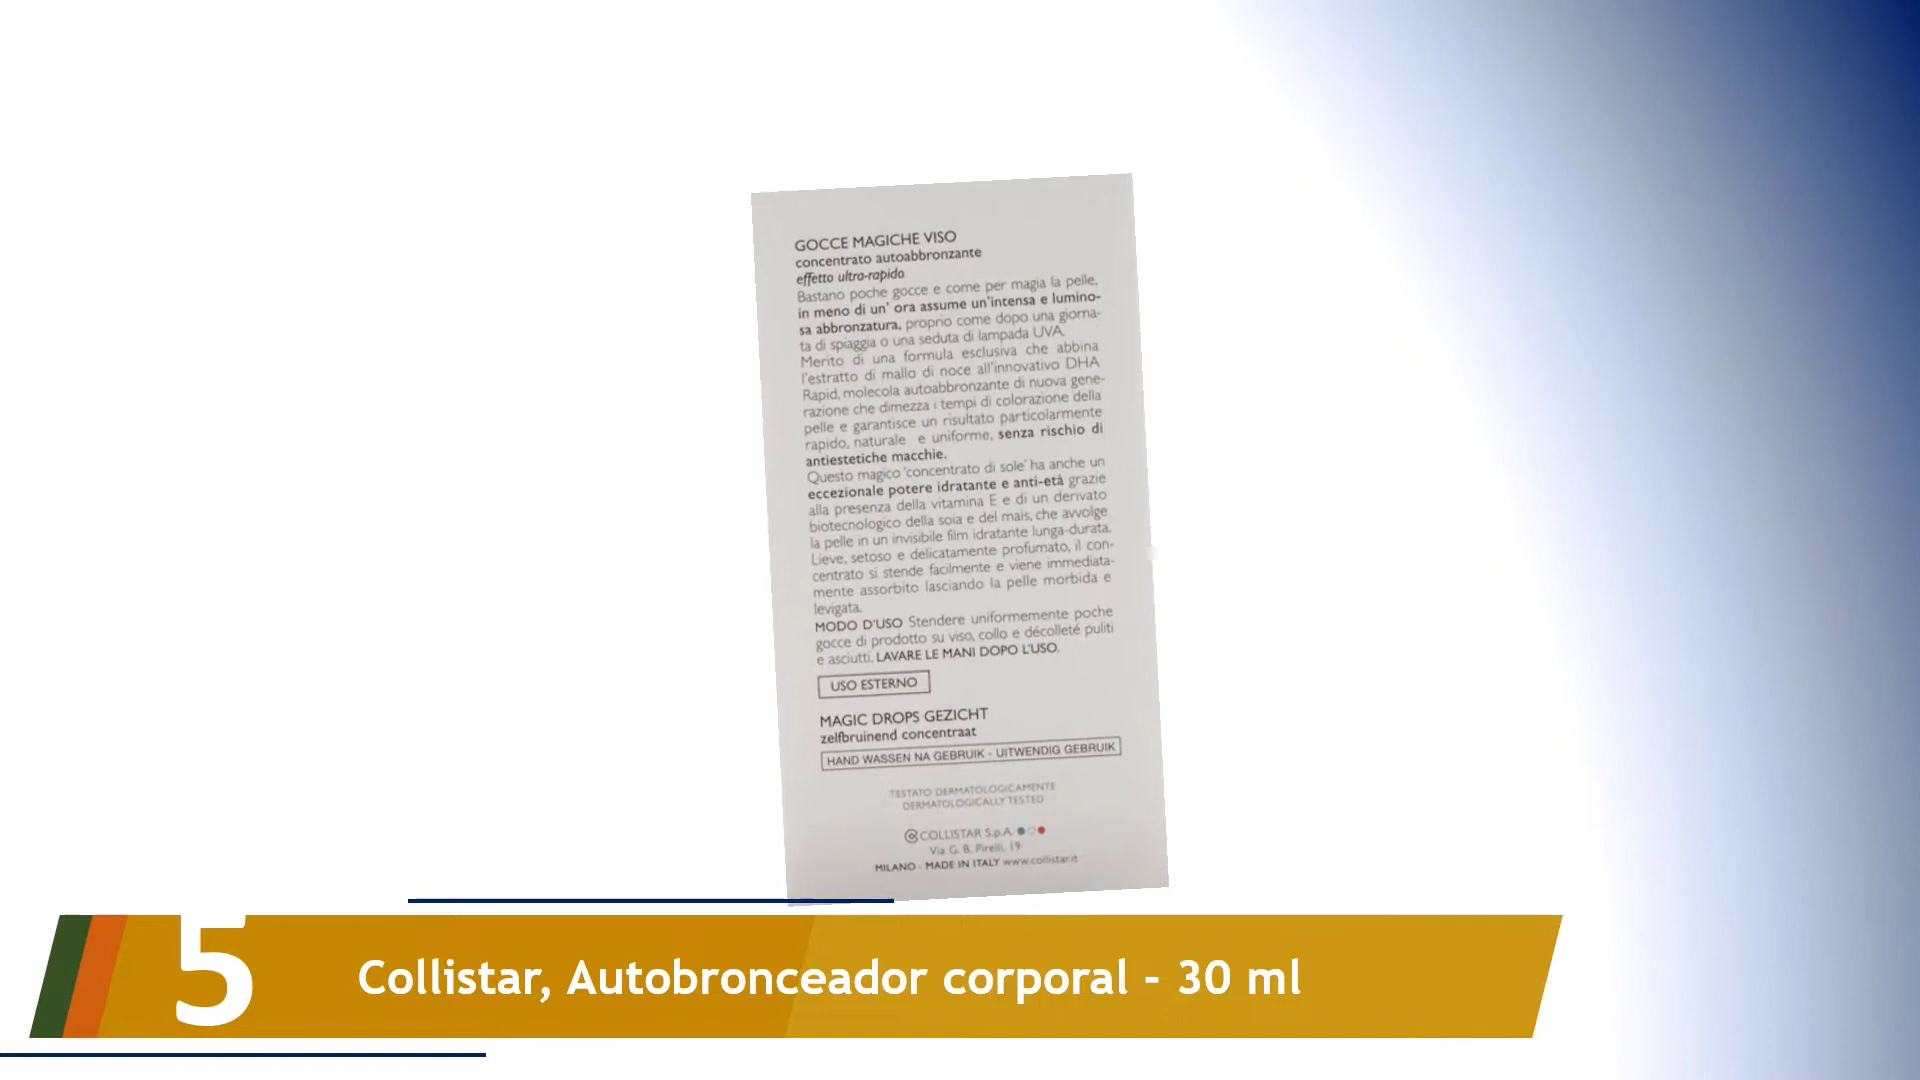 GOCCE MAGICHE VISO
concentrato autoabbronzante
effetto ultra-rapido
Bastano poche gocce e come per magia la pelle,
in meno di un' ora assume un'intensa e lumino-
sa abbronzatura, proprio come dopo una giorna-
ta di spiaggia o una seduta di lampada UVA.
Merito di una formula esclusiva che abbina
l'estratto di mallo di noce all'innovativo DHA
Rapid, molecola autoabbronzante di nuova gene-
razione che dimezza i tempi di colorazione della
pelle e garantisce un risultato particolarmente
rapido, naturale e uniforme, senza rischio di
antiestetiche macchie.
Questo magico 'concentrato di sole' ha anche un
eccezionale potere idratante e anti-età grazie
alla presenza della vitamina E e di un derivato
biotecnologico della soia e del mais, che avvolge
la pelle in un invisibile film idratante lunga-durata.
Lieve, setoso e delicatamente profumato, il con-
centrato si stende facilmente e viene immediata-
mente assorbito lasciando la pelle morbida e
levigata.
MODO D'USO Stendere uniformemente poche
gocce di prodotto su viso, collo e décolleté puliti
e asciutti. LAVARE LE MANI DOPO L'USO.
USO ESTERNO
MAGIC DROPS GEZICHT
zelfbruinend concentraat
HAND WASSEN NA GEBRUIK - UITWENDIG GEBRUIK
TESTATO DERMATOLOGICAMENTE
DERMATOLOGICALLY TESTED
COLLISTAR S.p.A.
Via G. B. Pirelli, 19
MILANO - MADE IN ITALY www.collistar.it
5
Collistar, Autobronceador corporal - 30 ml